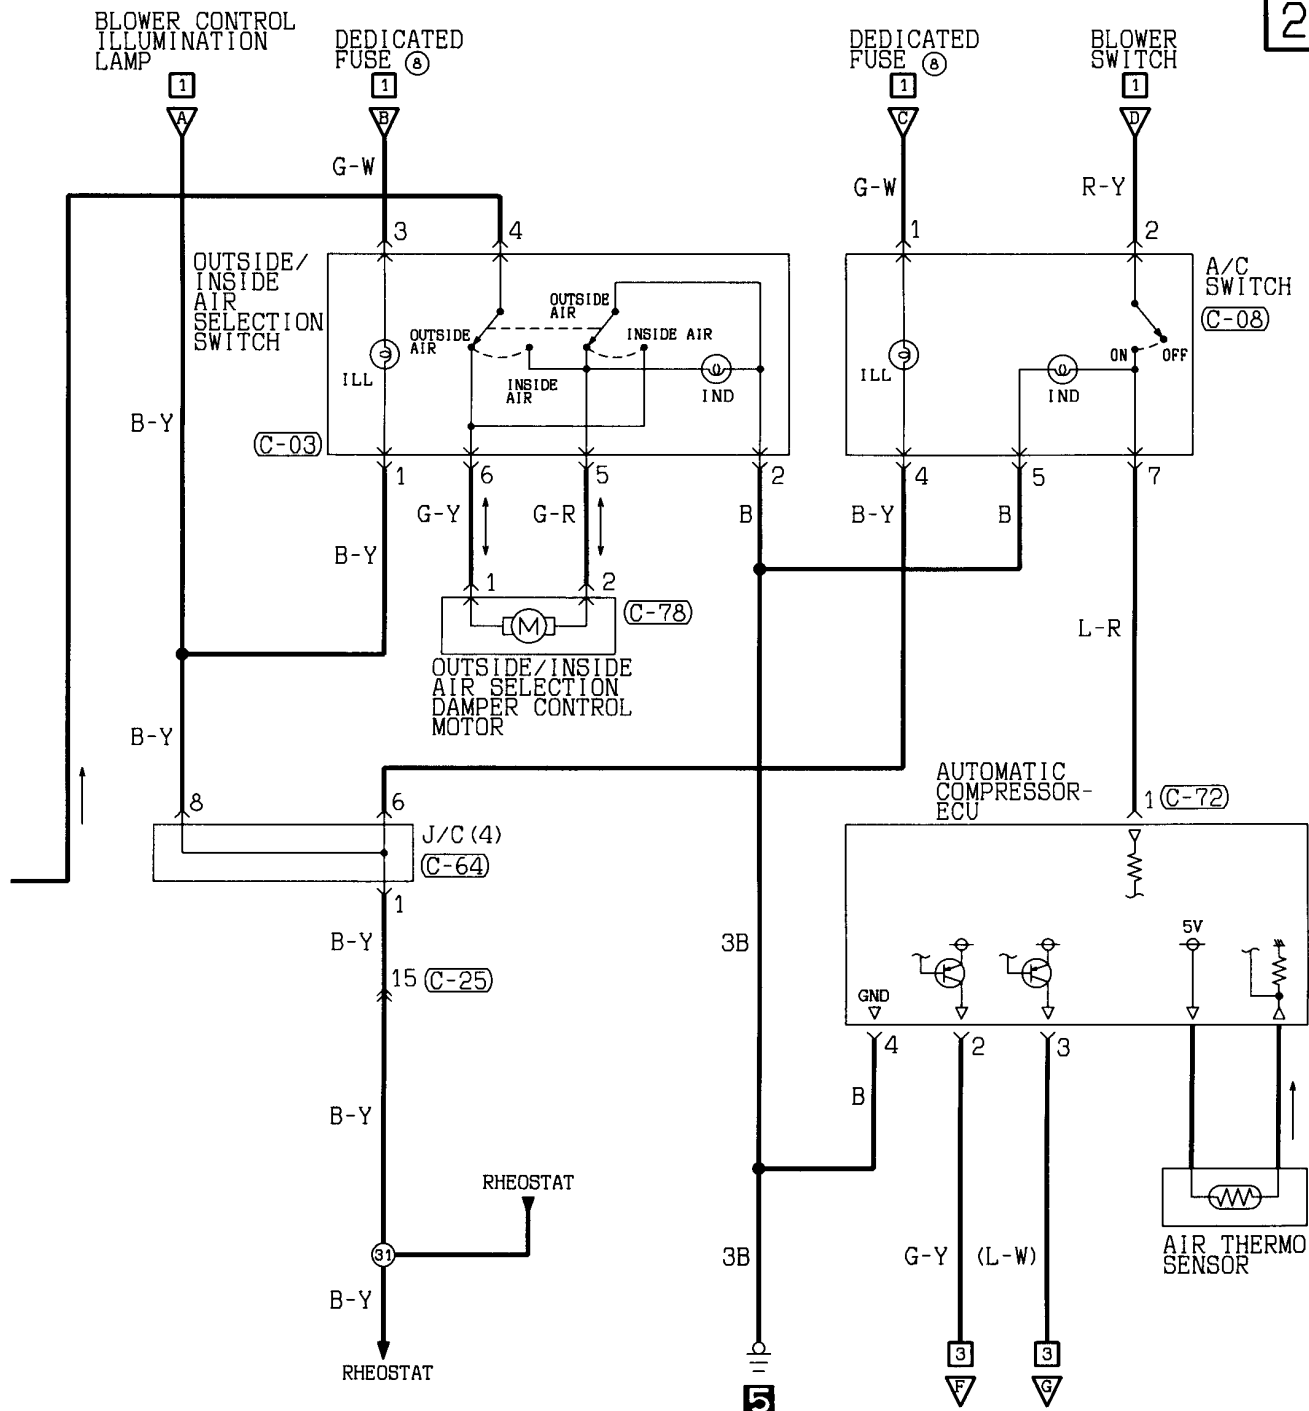 2
BLOWER CONTROL
ILLUMINATION
LAMP
DEDICATED
FUSE ⑧
DEDICATED
FUSE ⑧
BLOWER
SWITCH
1
1
1
1
A
B
C
D
G-W
G-W
R-Y
3
4
1
2
OUTSIDE/
INSIDE
AIR
SELECTION
SWITCH
A/C
SWITCH
C-08
OUTSIDE
AIR
OUTSIDE
AIR
INSIDE AIR
INSIDE
AIR
ILL
IND
ILL
IND
ON
OFF
B-Y
C-03
1
6
5
2
4
5
7
G-Y
G-R
B
B-Y
B
B-Y
1
2
C-78
M
L-R
OUTSIDE/INSIDE
AIR SELECTION
DAMPER CONTROL
MOTOR
B-Y
AUTOMATIC
COMPRESSOR-
ECU
1
C-72
8
6
J/C(4)
C-64
1
B-Y
3B
5V
15
C-25
GND
4
2
3
B
B-Y
RHEOSTAT
31
3B
G-Y
(L-W)
AIR THERMO
SENSOR
B-Y
RHEOSTAT
3
3
F
G
5